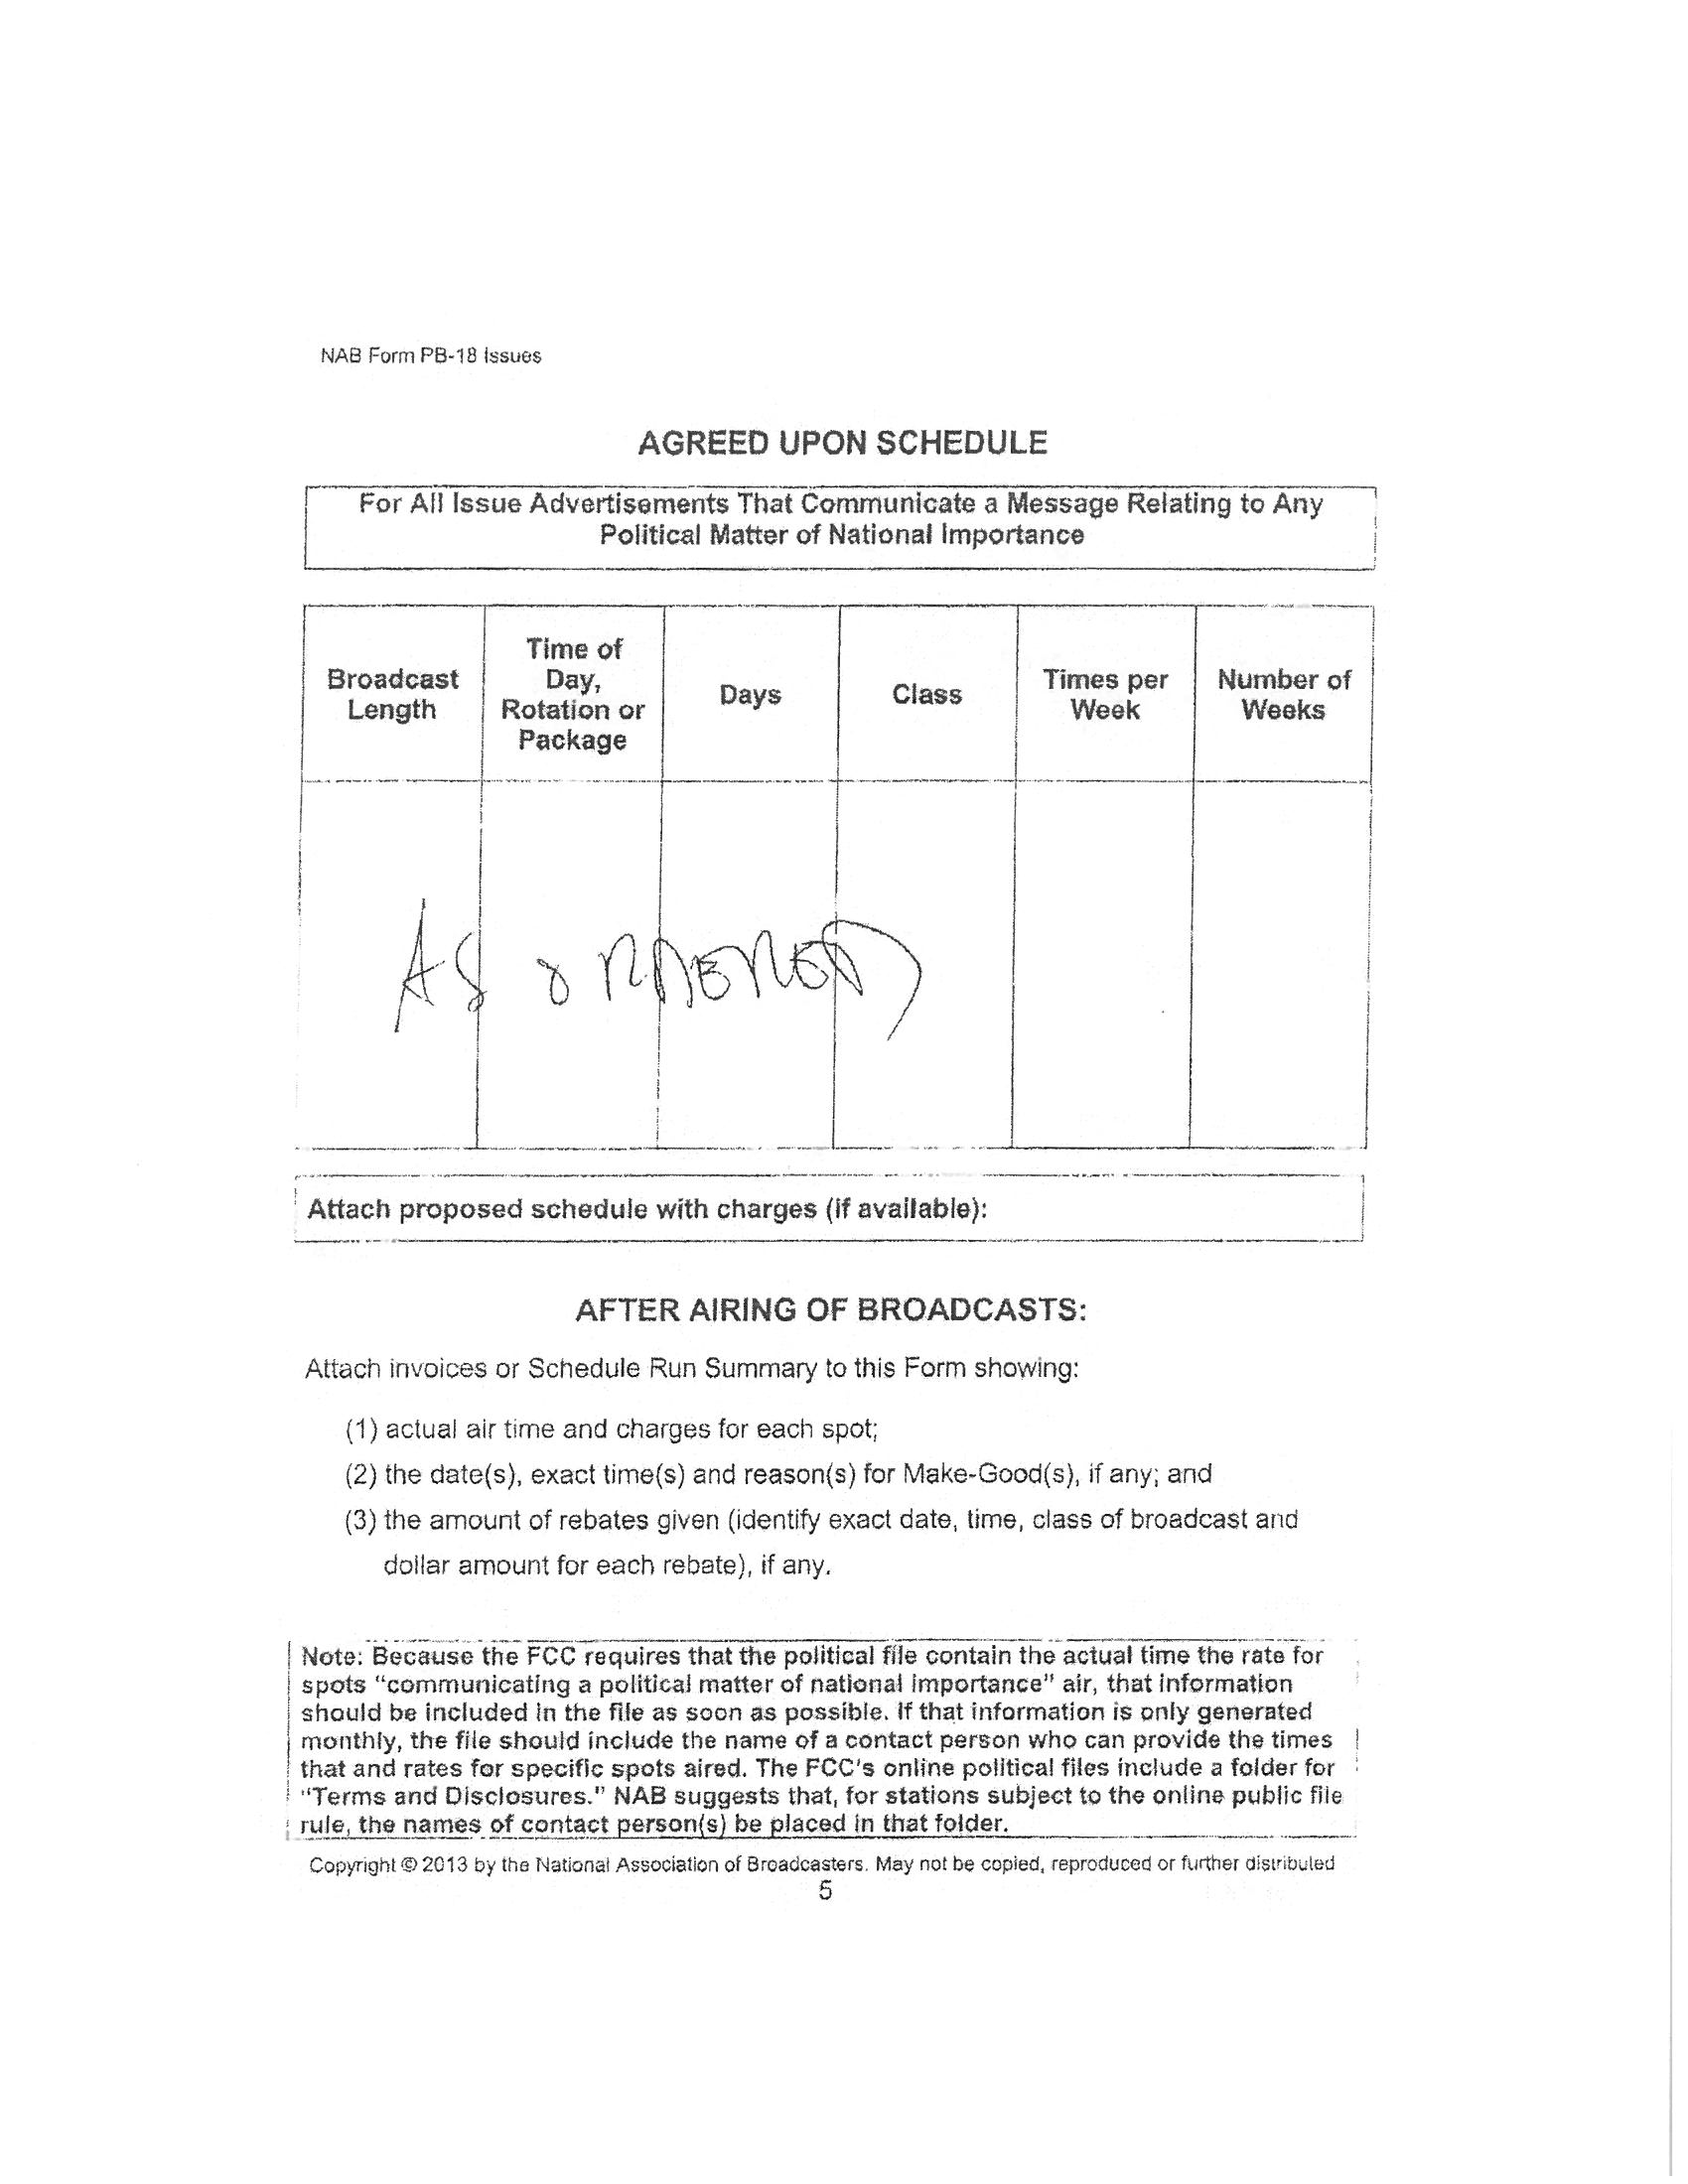 NAB Form PB-18 Issues
AGREED UPON SCHEDULE
For All Issue Advertisements That Communicate a Message Relating to Any
Political Matter of National Importance
Broadcast
Length
Time of
Day,
Rotation or
Package
Days
Class
Times per
Week
Number of
Weeks
AS ORDERED
Attach proposed schedule with charges (if available):
AFTER AIRING OF BROADCASTS:
Attach invoices or Schedule Run Summary to this Form showing:
(1) actual air time and charges for each spot;
(2) the date(s), exact time(s) and reason(s) for Make-Good(s), if any; and
(3) the amount of rebates given (identify exact date, time, class of broadcast and
dollar amount for each rebate), if any.
Note: Because the FCC requires that the political file contain the actual time the rate for
spots “communicating a political matter of national importance” air, that information
should be included in the file as soon as possible. If that information is only generated
monthly, the file should include the name of a contact person who can provide the times
that and rates for specific spots aired. The FCC's online political files include a folder for
"Terms and Disclosures." NAB suggests that, for stations subject to the online public file
rule, the names of contact person(s) be placed in that folder.
Copyright © 2013 by the National Association of Broadcasters. May not be copied, reproduced or further distributed
5